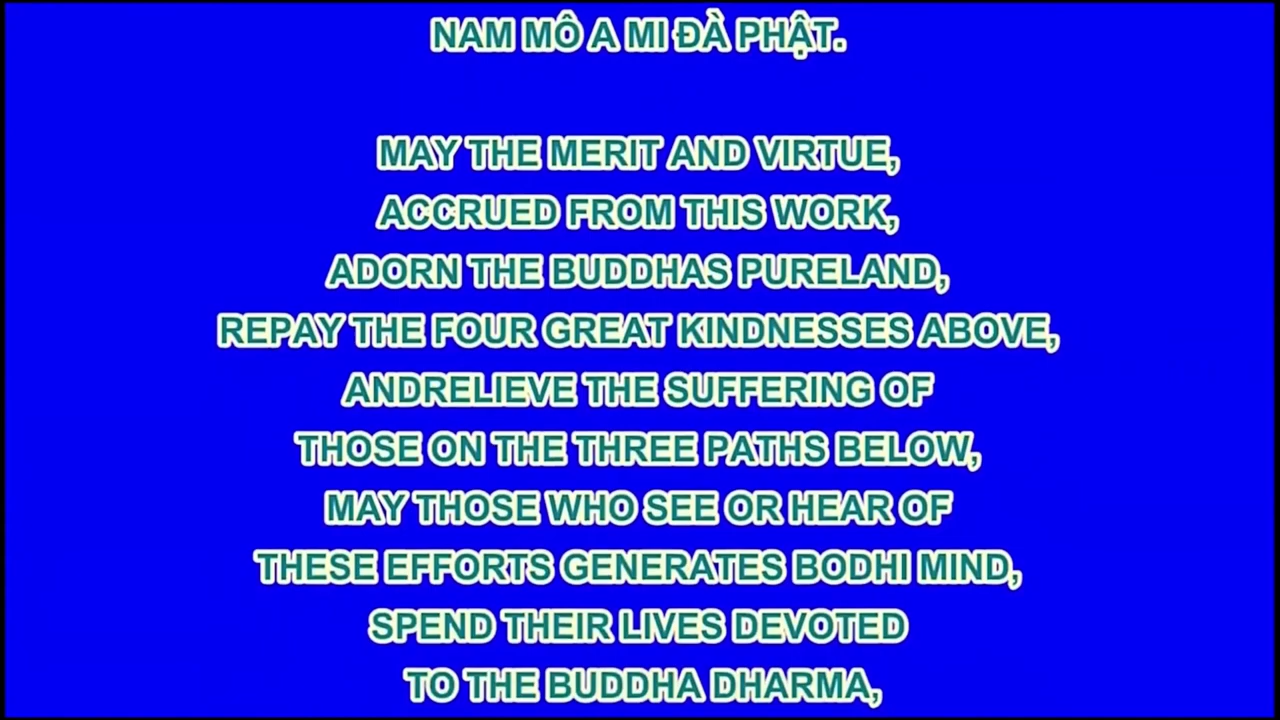 NAM MÔ A MI ĐÀ PHẬT.
MAY THE MERIT AND VIRTUE,
ACCRUED FROM THIS WORK,
ADORN THE BUDDHAS PURELAND,
REPAY THE FOUR GREAT KINDNESSES ABOVE,
ANDRELIEVE THE SUFFERING OF
THOSE ON THE THREE PATHS BELOW,
MAY THOSE WHO SEE OR HEAR OF
THESE EFFORTS GENERATES BODHI MIND,
SPEND THEIR LIVES DEVOTED
TO THE BUDDHA DHARMA,